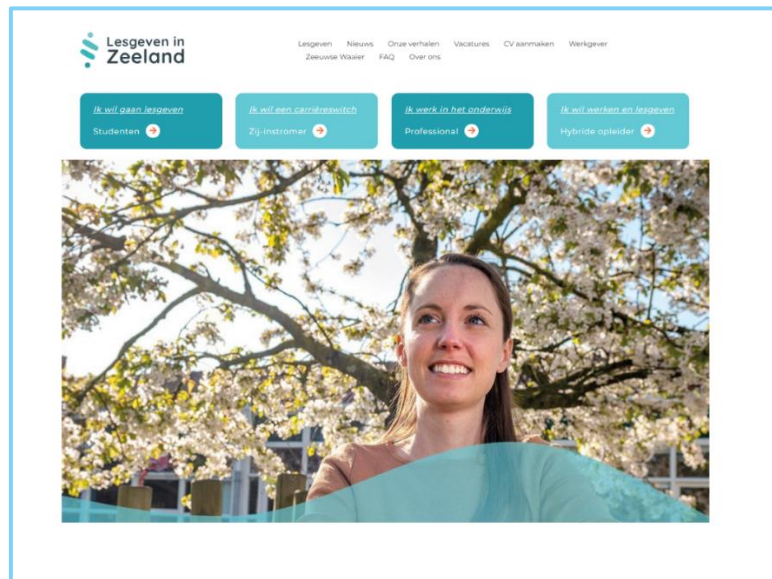 Lesgeven in
Zeeland
Lesgeven Nieuws Onze verhalen Vacatures CV aanmaken Werkgever
Zeeuwse Waaier FAQ Over ons
Ik wil gaan lesgeven
Studenten
Ik wil een carrièreswitch
Zij-instromer
Ik werk in het onderwijs
Professional
Ik wil werken en lesgeven
Hybride opleider